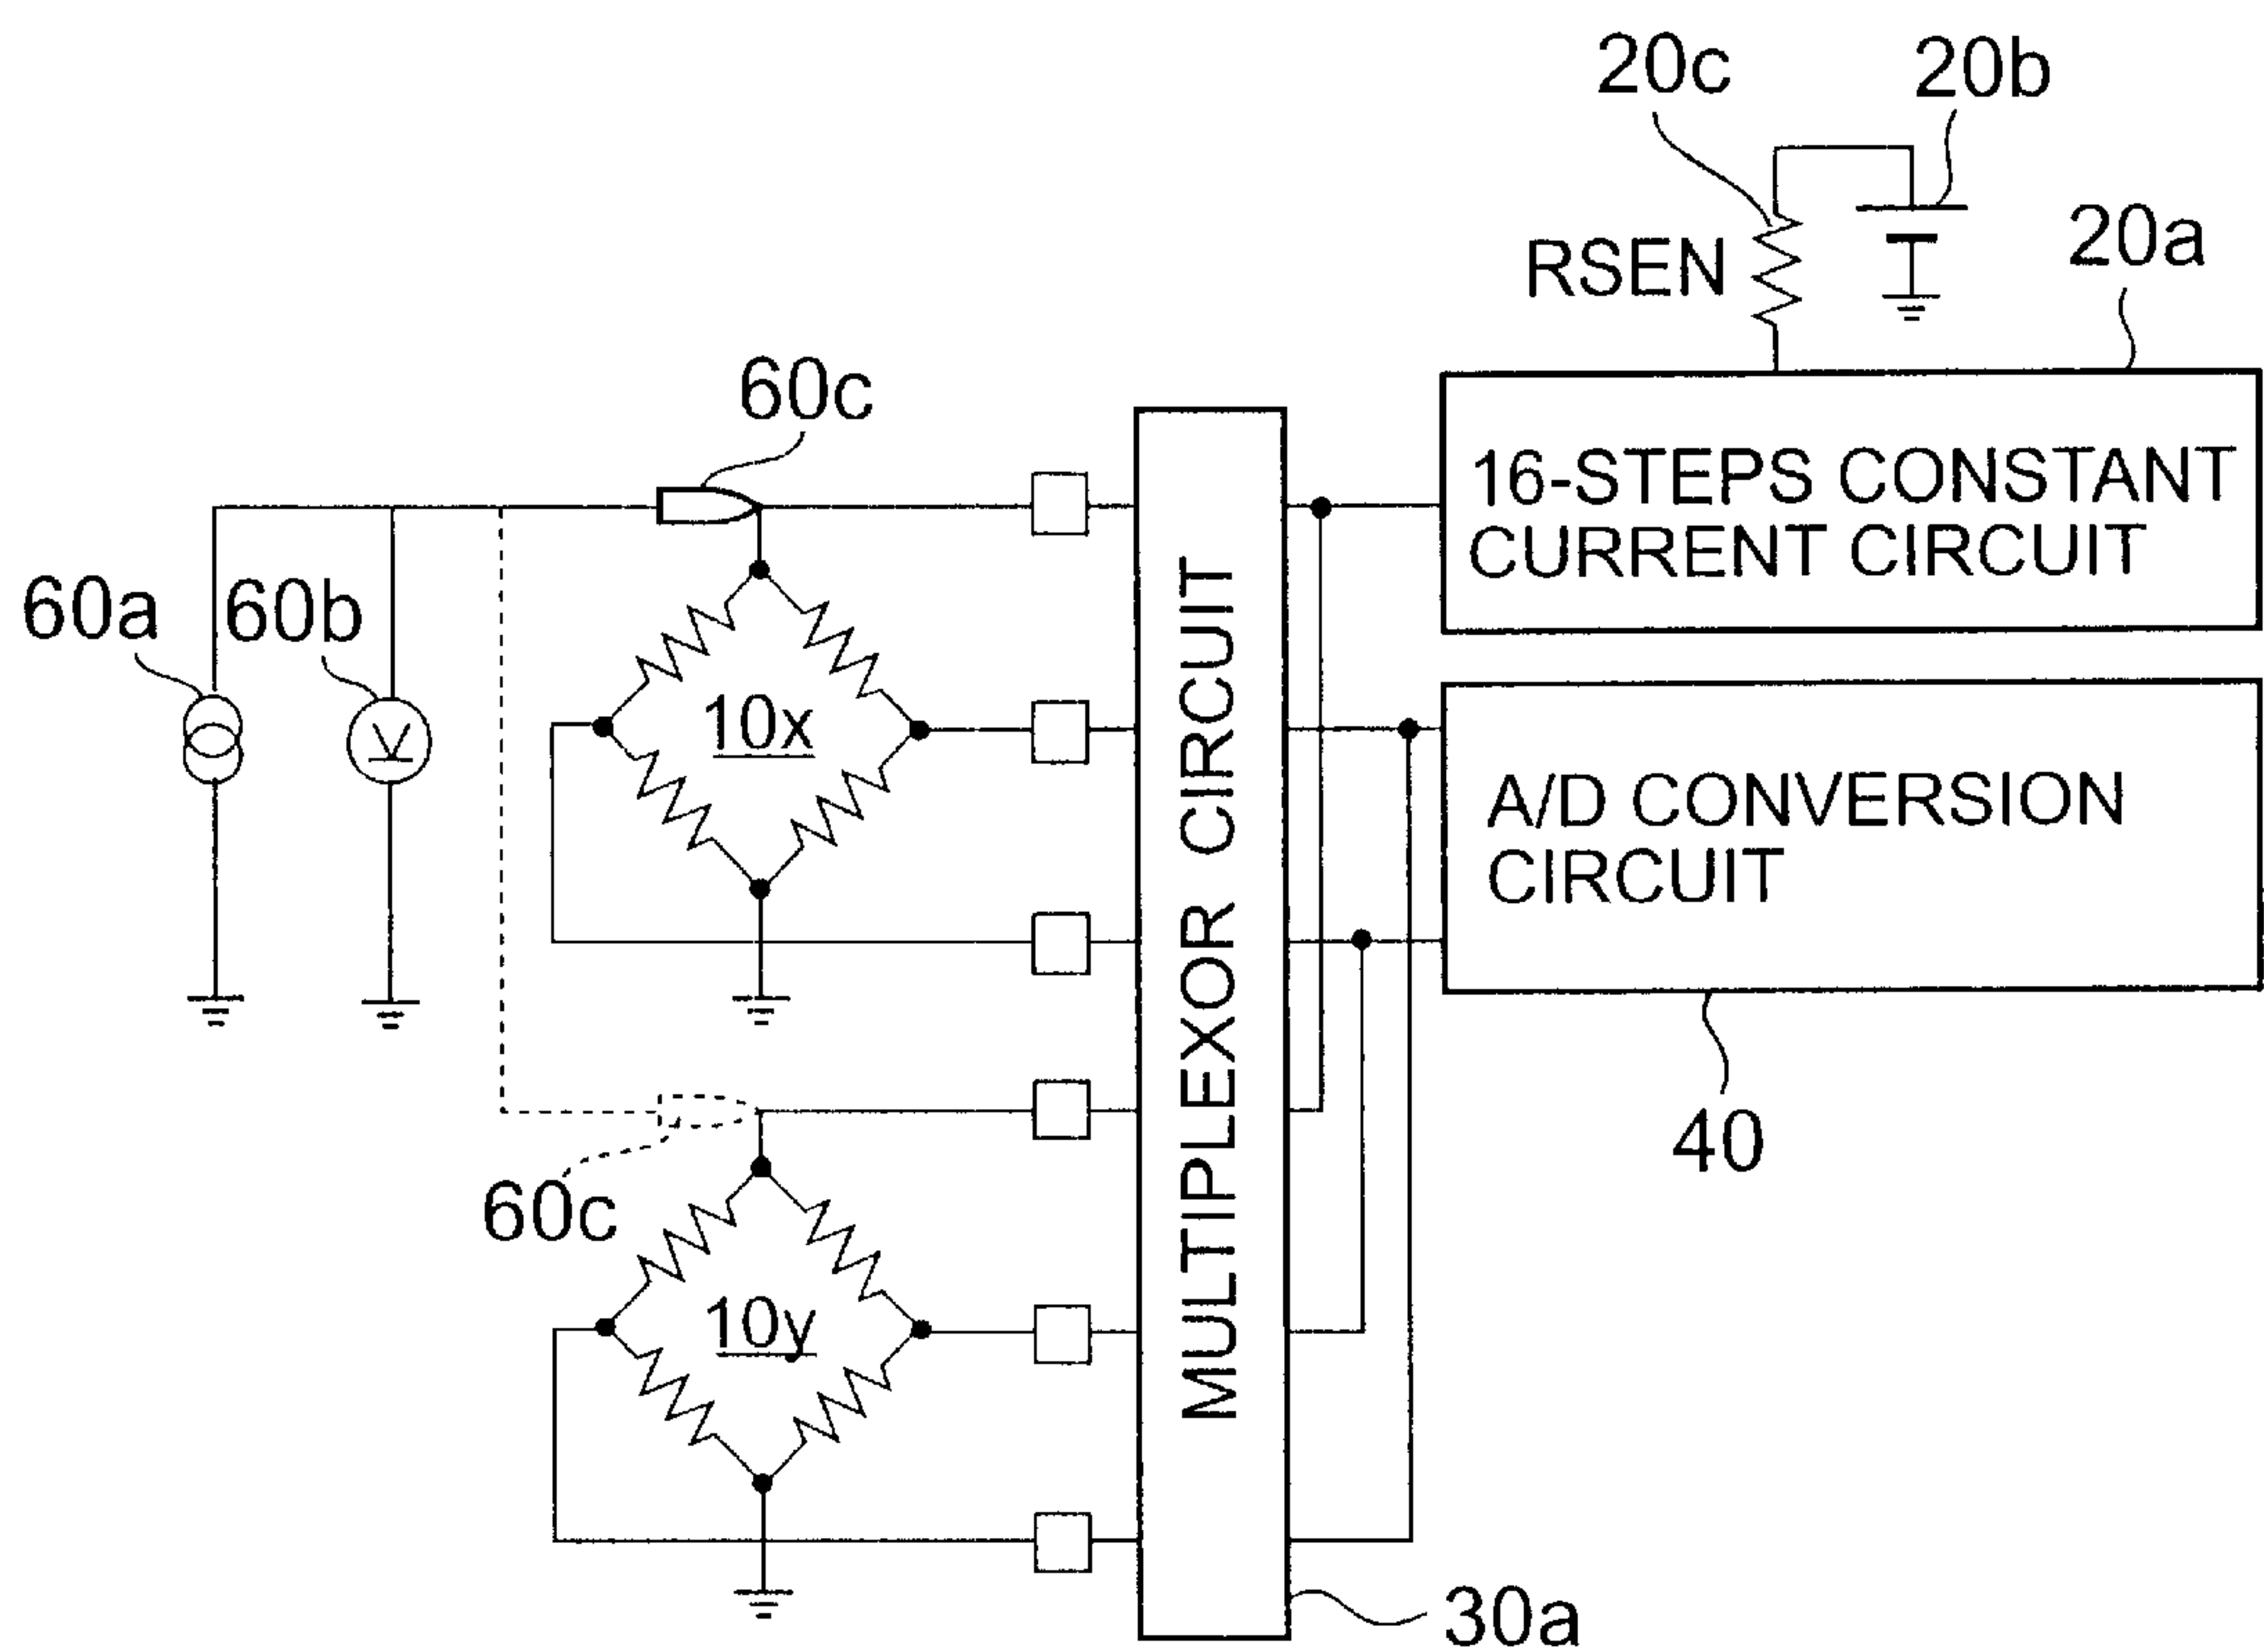 20c
20b
20a
RSEN
60c
16-STEPS CONSTANT
CURRENT CIRCUIT
60a
60b
10x
MULTIPLEXOR CIRCUIT
A/D CONVERSION
CIRCUIT
40
60c
10y
30a